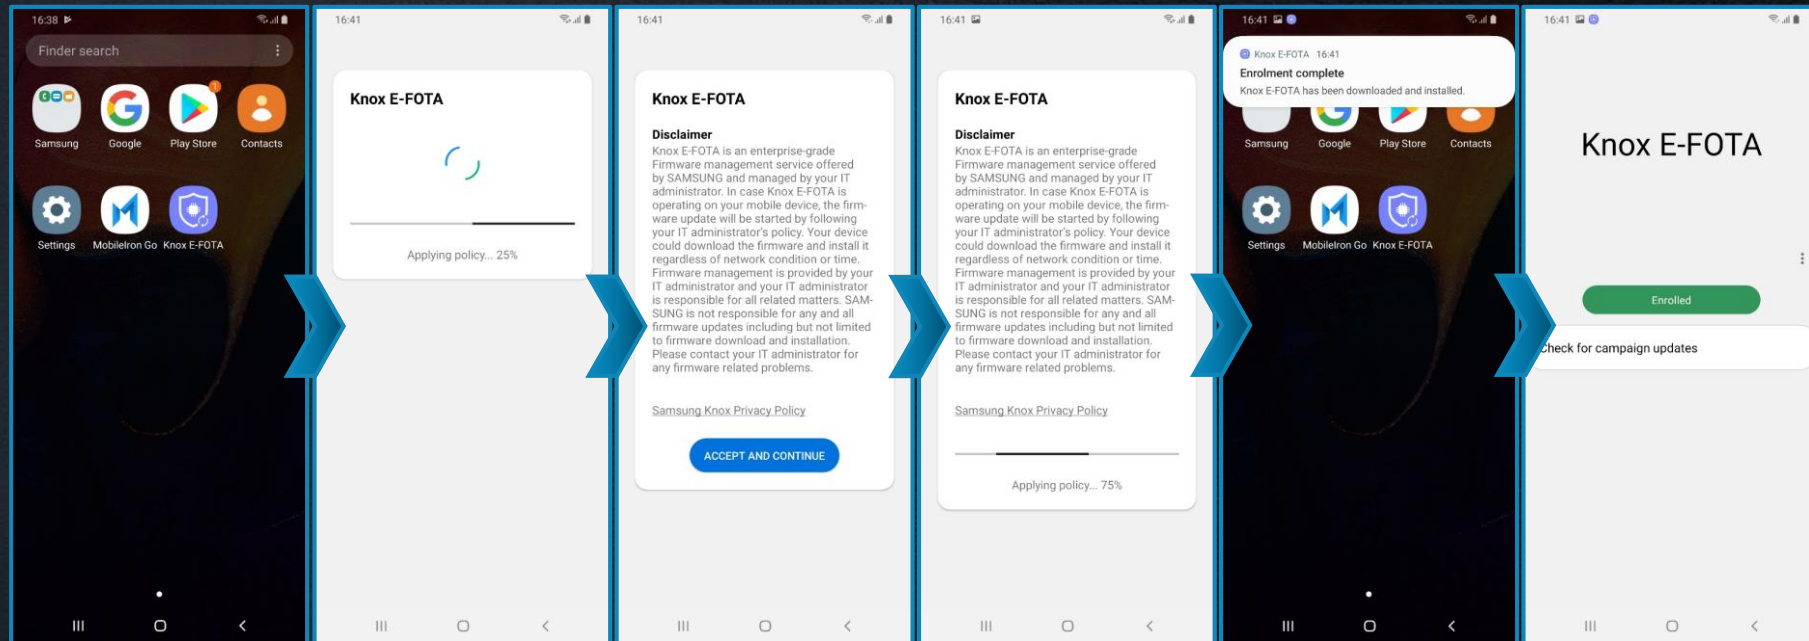 16:38
Finder search
1
Samsung
Google
Play Store
Contacts
Settings
MobileIron Go
Knox E-FOTA
16:41
Knox E-FOTA
Applying policy... 25%
16:41
Knox E-FOTA
Disclaimer
Knox E-FOTA is an enterprise-grade
Firmware management service offered
by SAMSUNG and managed by your IT
administrator. In case Knox E-FOTA is
operating on your mobile device, the firm-
ware update will be started by following
your IT administrator's policy. Your device
could download the firmware and install it
regardless of network condition or time.
Firmware management is provided by your
IT administrator and your IT administrator
is responsible for all related matters. SAM-
SUNG is not responsible for any and all
firmware updates including but not limited
to firmware download and installation.
Please contact your IT administrator for
any firmware related problems.
Samsung Knox Privacy Policy
ACCEPT AND CONTINUE
16:41
Knox E-FOTA
Disclaimer
Knox E-FOTA is an enterprise-grade
Firmware management service offered
by SAMSUNG and managed by your IT
administrator. In case Knox E-FOTA is
operating on your mobile device, the firm-
ware update will be started by following
your IT administrator's policy. Your device
could download the firmware and install it
regardless of network condition or time.
Firmware management is provided by your
IT administrator and your IT administrator
is responsible for all related matters. SAM-
SUNG is not responsible for any and all
firmware updates including but not limited
to firmware download and installation.
Please contact your IT administrator for
any firmware related problems.
Samsung Knox Privacy Policy
Applying policy... 75%
16:41
Knox E-FOTA 16:41
Enrolment complete
Knox E-FOTA has been downloaded and installed.
Samsung
Google
Play Store
Contacts
Settings
MobileIron Go
Knox E-FOTA
16:41
Knox E-FOTA
Enrolled
Check for campaign updates